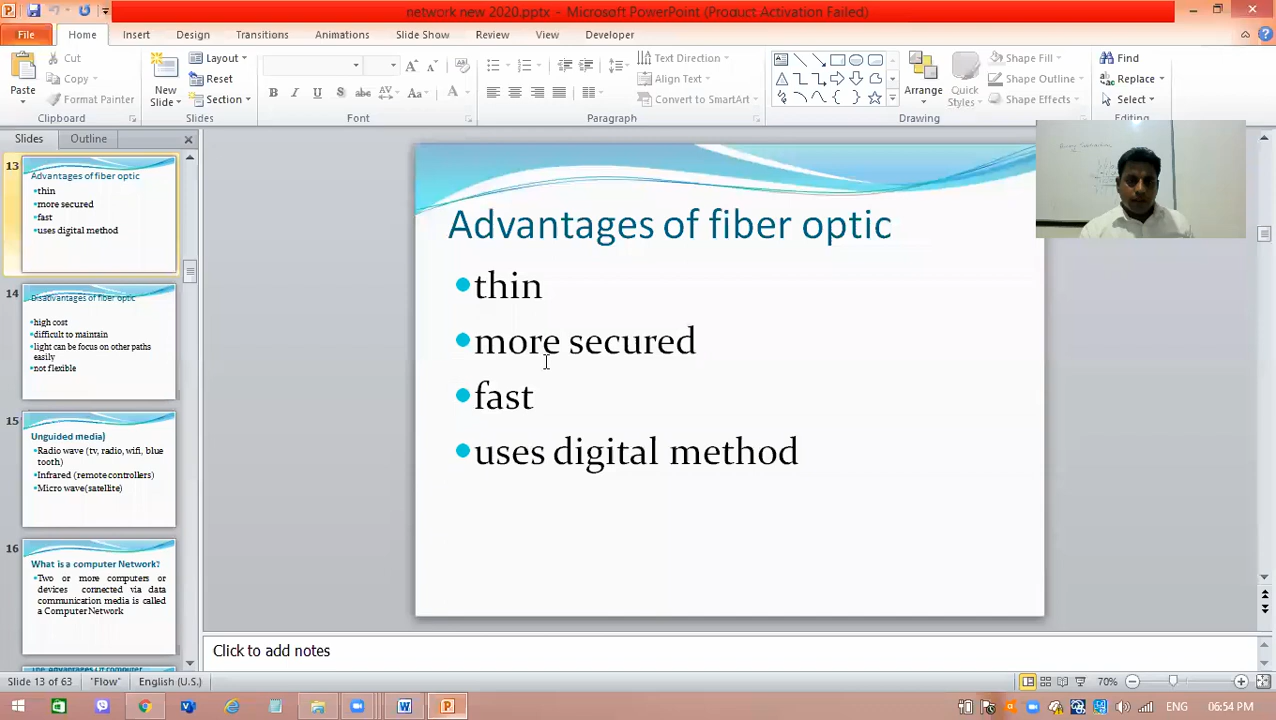 network new 2020.pptx - Microsoft PowerPoint (Product Activation Failed)
File Home Insert Design Transitions Animations Slide Show Review View Developer
Cut
Copy
Format Painter
Paste
Clipboard
New Slide
Layout
Reset
Section
Slides
B I U S abc AV Aa A
Font
Text Direction
Align Text
Convert to SmartArt
Paragraph
Arrange
Quick Styles
Shape Fill
Shape Outline
Shape Effects
Drawing
Find
Replace
Select
Editing
Slides Outline
13
Advantages of fiber optic
thin
more secured
fast
uses digital method
14
Disadvantages of fiber optic
high cost
difficult to maintain
light can be focus on other paths
easily
not flexible
15
Unguided media)
Radio wave (tv, radio, wifi, blue
tooth)
Infrared (remote controllers)
Micro wave(satellite)
16
What is a computer Network?
Two or more computers or
devices connected via data
communication media is called
a Computer Network
The Advantages Of computer
Advantages of fiber optic
thin
more secured
fast
uses digital method
Click to add notes
Slide 13 of 63 "Flow" English (U.S.) 70%
ENG 06:54 PM